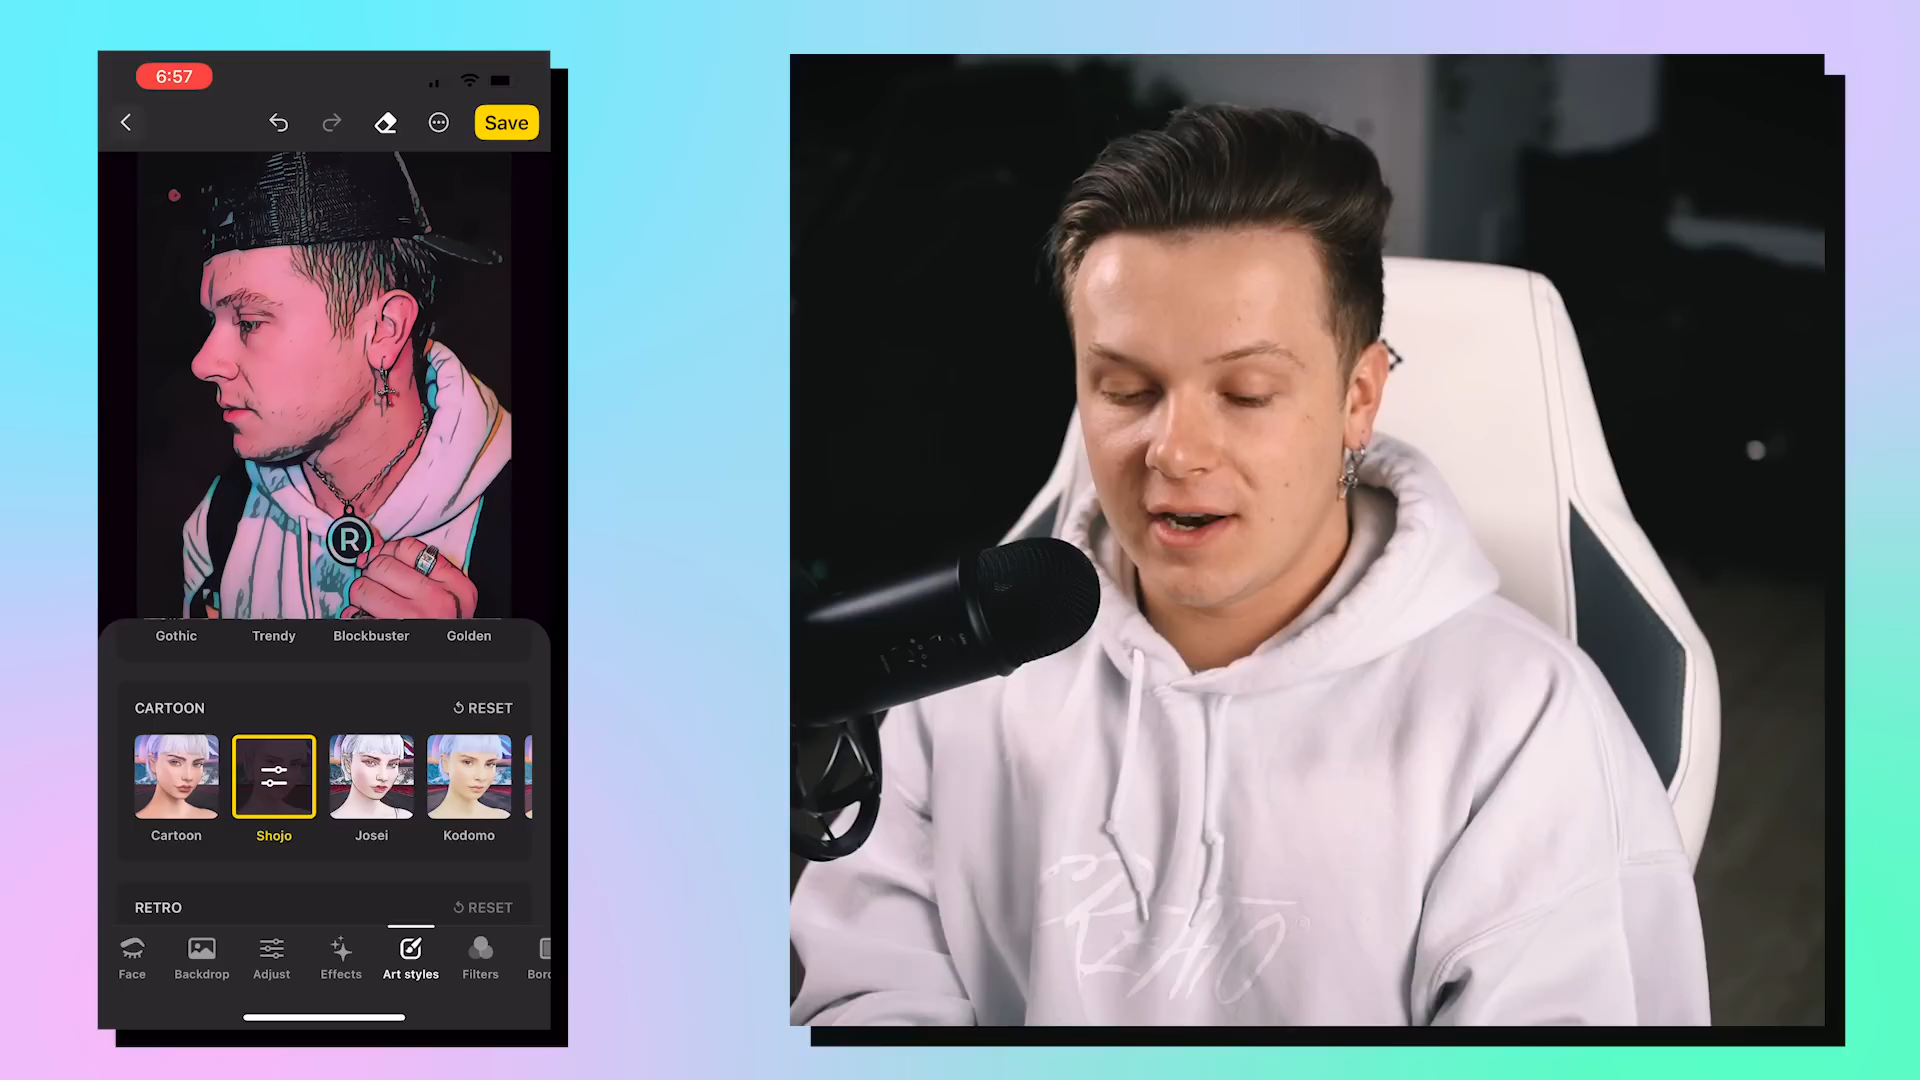 6:57
Save
R
Gothic Trendy Blockbuster Golden
CARTOON RESET
Cartoon Shojo Josei Kodomo
RETRO RESET
Face Backdrop Adjust Effects Art styles Filters Bor